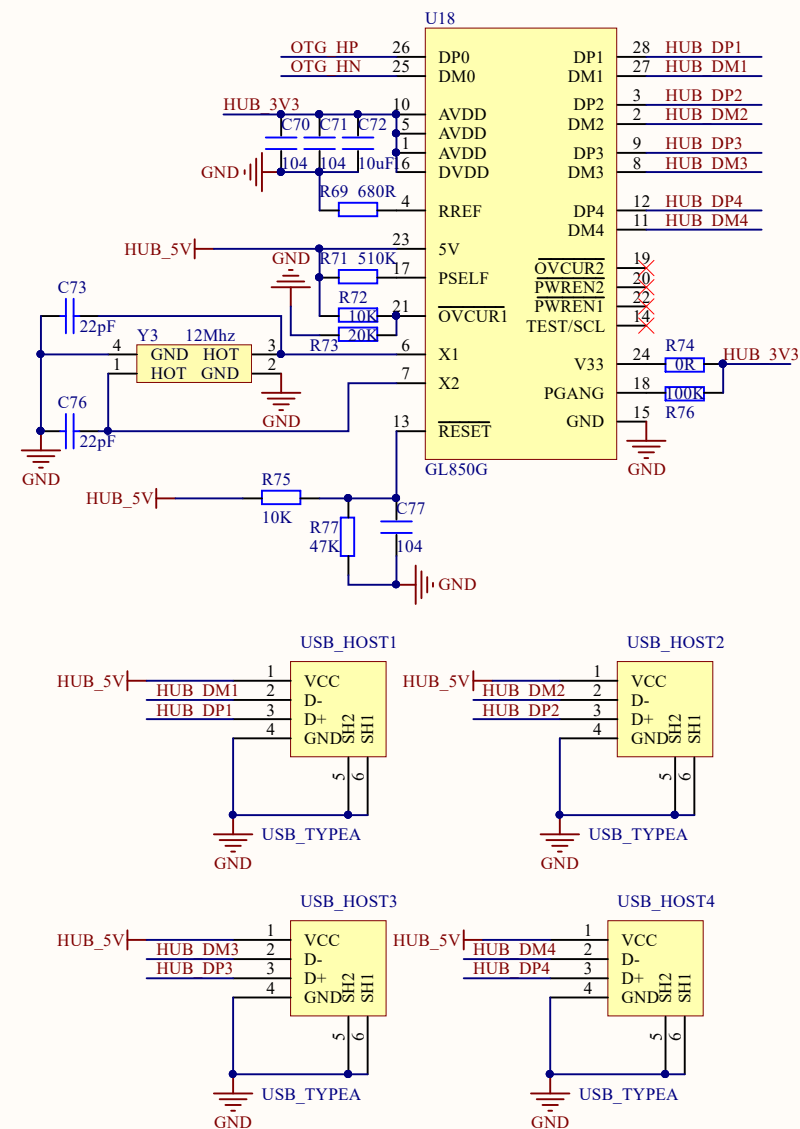 U18
OTG_HP 26 DP0 DP1 28 HUB_DP1
OTG_HN 25 DM0 DM1 27 HUB_DM1
HUB_3V3 10 AVDD DP2 3 HUB_DP2
C70 C71 C72 5 AVDD DM2 2 HUB_DM2
1 AVDD DP3 9 HUB_DP3
GND 104 104 10uF 16 DVDD DM3 8 HUB_DM3
R69 680R 4 RREF DP4 12 HUB_DP4
DM4 11 HUB_DM4
HUB_5V 23 5V
GND R71 510K 17 PSELF OVCUR2 19
PWREN2 20
C73 R72 10K 21 OVCUR1 PWREN1 22
22pF 20K TEST/SCL 14
Y3 12Mhz R73
4 GND HOT 3 6 X1 V33 24 R74 0R HUB_3V3
1 HOT GND 2 7 X2 PGANG 18 100K
C76 GND GND 15 R76
22pF 13 RESET
GND GL850G GND
HUB_5V R75 10K
R77 47K C77 104
GND
USB_HOST1 USB_HOST2
HUB_5V 1 VCC HUB_5V 1 VCC
HUB_DM1 2 D- HUB_DM2 2 D-
HUB_DP1 3 D+ HUB_DP2 3 D+
4 GND SH2 SH1 4 GND SH2 SH1
5 6 5 6
USB_TYPEA USB_TYPEA
GND GND
USB_HOST3 USB_HOST4
HUB_5V 1 VCC HUB_5V 1 VCC
HUB_DM3 2 D- HUB_DM4 2 D-
HUB_DP3 3 D+ HUB_DP4 3 D+
4 GND SH2 SH1 4 GND SH2 SH1
5 6 5 6
USB_TYPEA USB_TYPEA
GND GND